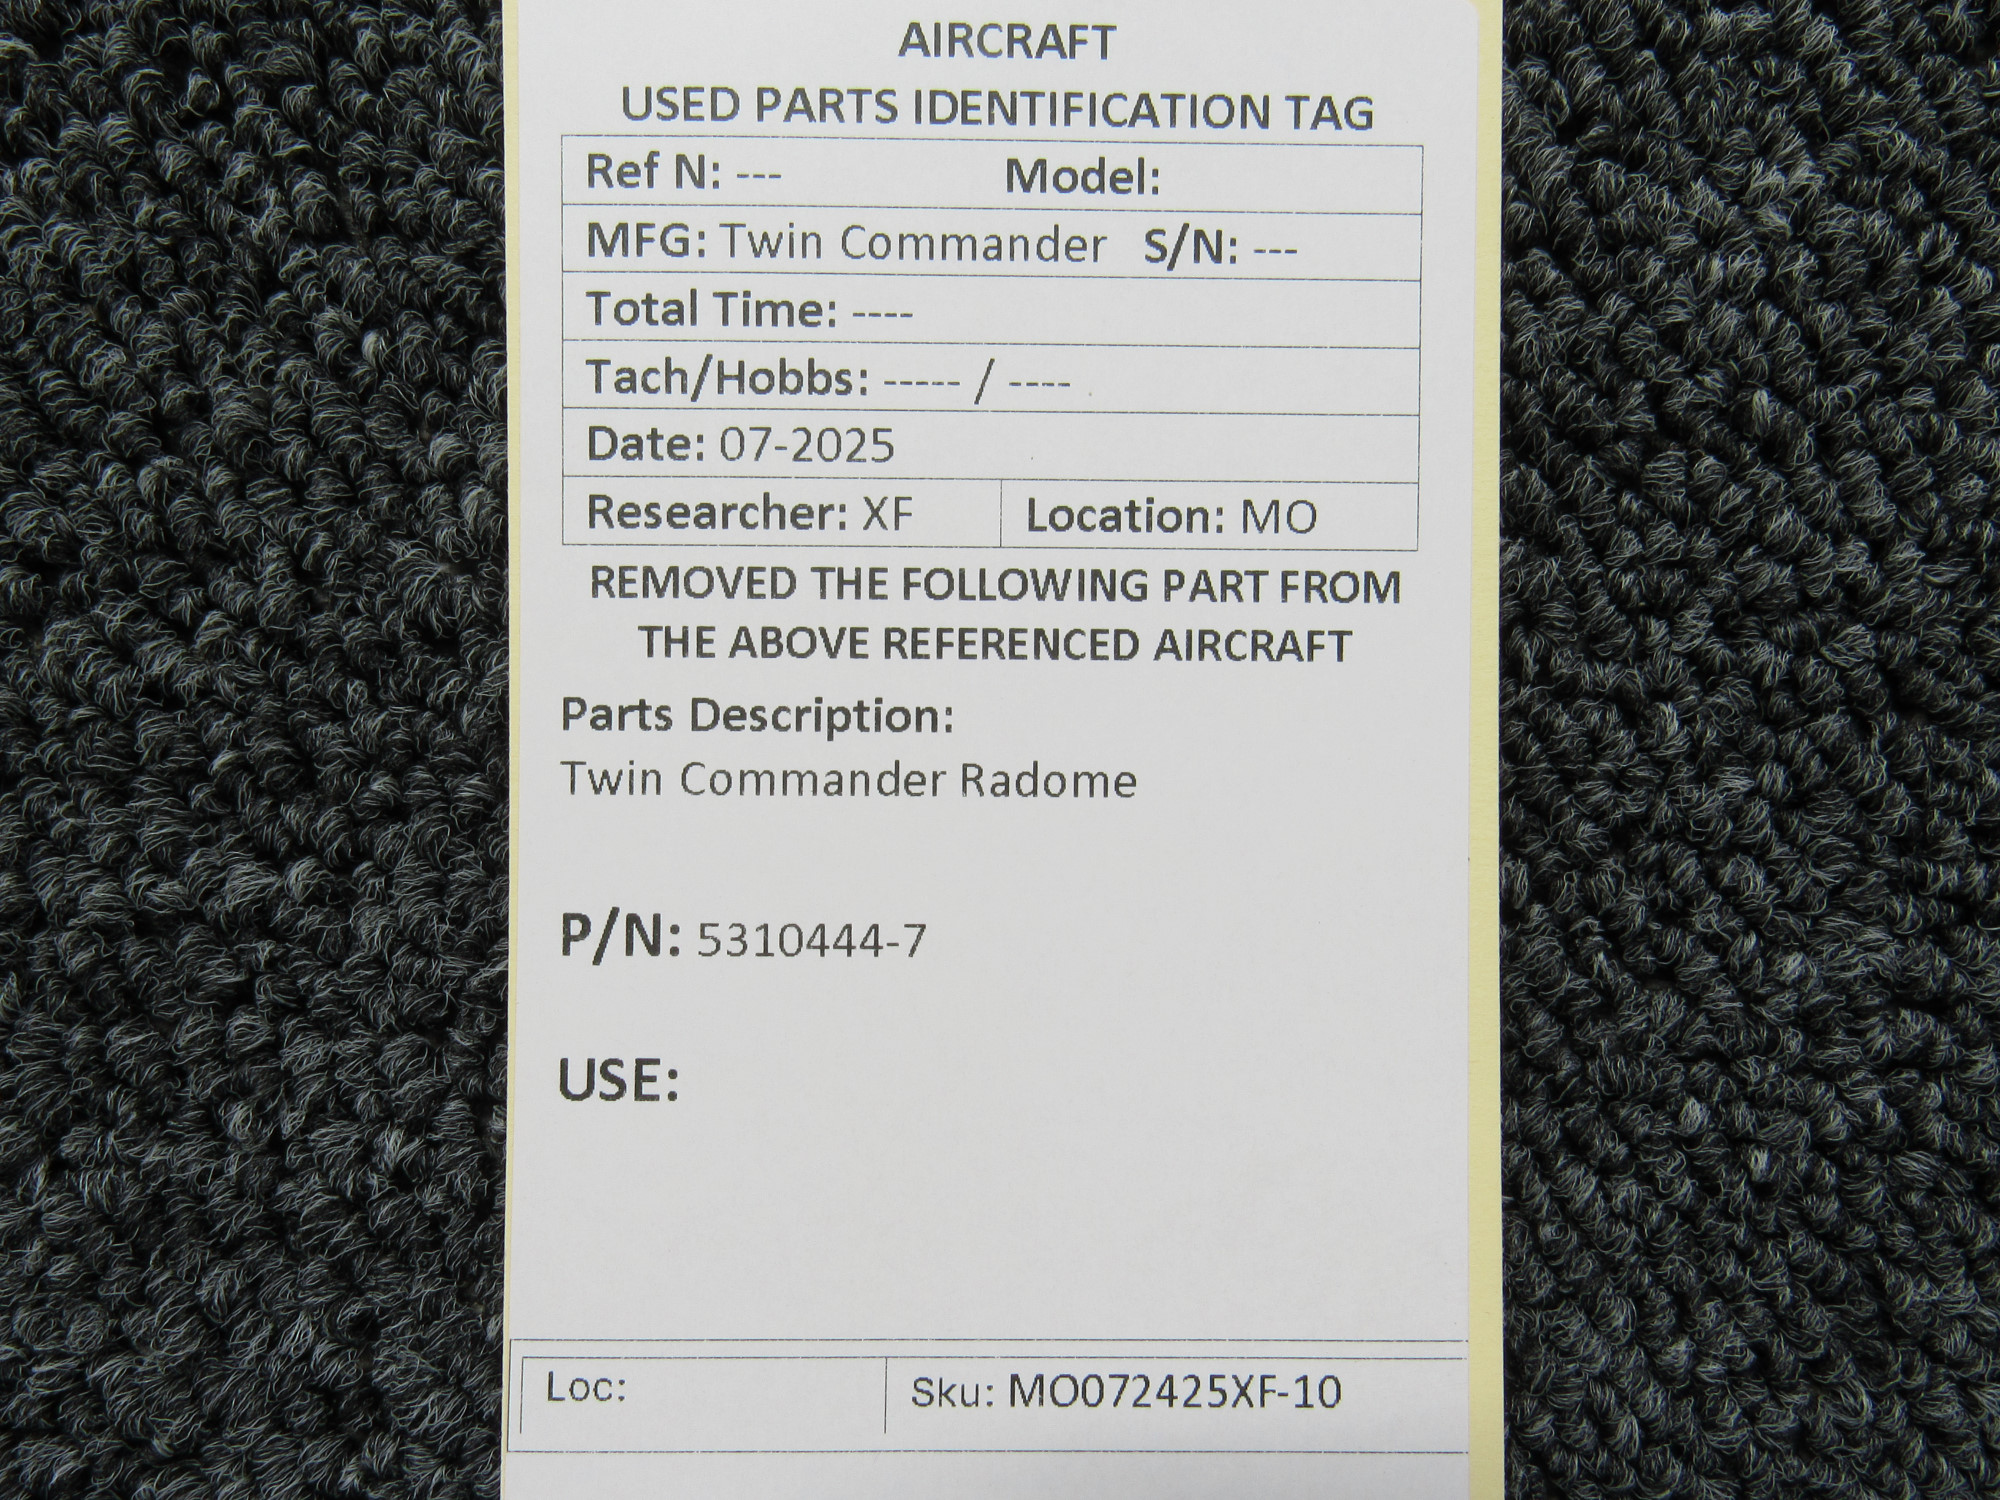 AIRCRAFT
USED PARTS IDENTIFICATION TAG
Ref N: --- Model:
MFG: Twin Commander S/N: ---
Total Time: ----
Tach/Hobbs: ----- / ----
Date: 07-2025
Researcher: XF Location: MO
REMOVED THE FOLLOWING PART FROM
THE ABOVE REFERENCED AIRCRAFT
Parts Description:
Twin Commander Radome
P/N: 5310444-7
USE:
Loc: Sku: MO072425XF-10